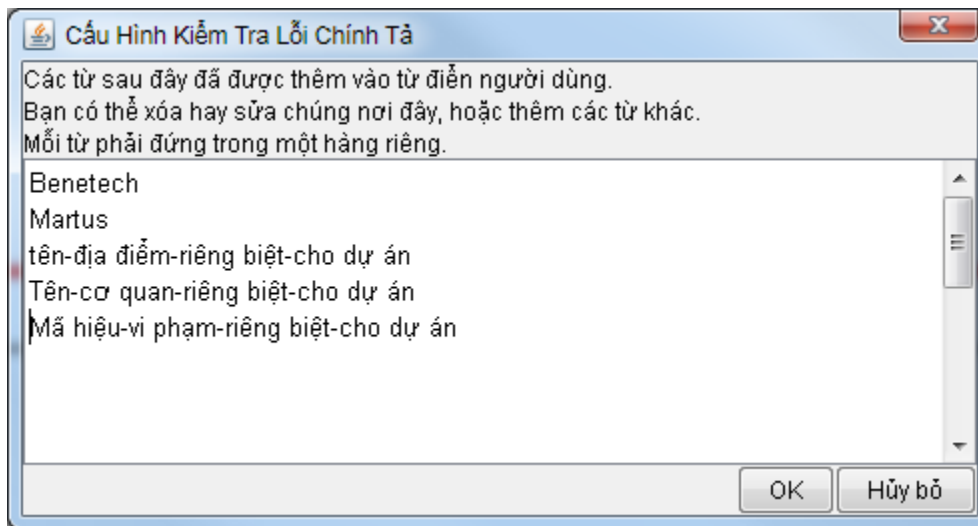 Cấu Hình Kiểm Tra Lỗi Chính Tả
Các từ sau đây đã được thêm vào từ điển người dùng.
Bạn có thể xóa hay sửa chúng nơi đây, hoặc thêm các từ khác.
Mỗi từ phải đứng trong một hàng riêng.
Benetech
Martus
tên-địa điểm-riêng biệt-cho dự án
Tên-cơ quan-riêng biệt-cho dự án
Mã hiệu-vi phạm-riêng biệt-cho dự án
OK
Hủy bỏ